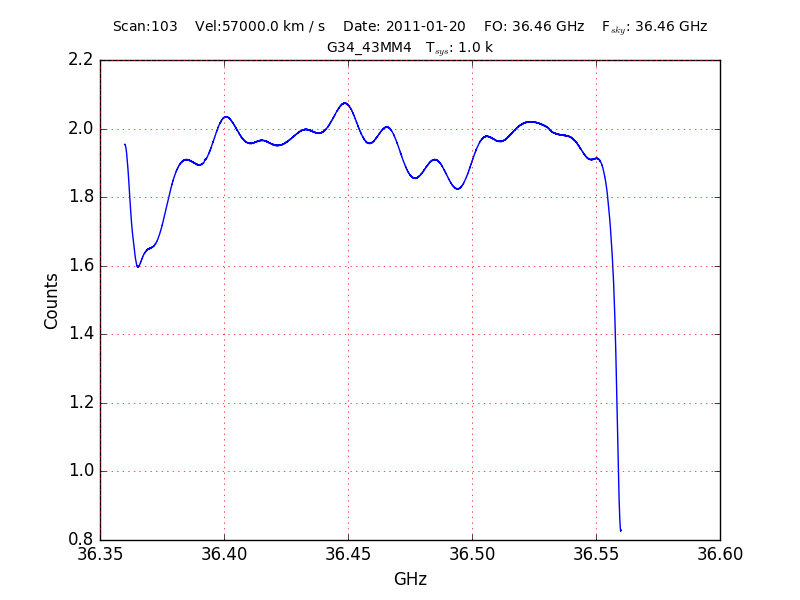 Scan:103 Vel:57000.0 km / s Date: 2011-01-20 FO: 36.46 GHz Fsky: 36.46 GHz
G34_43MM4 Tsys: 1.0 k
2.2
2.0
1.8
1.6
1.4
1.2
1.0
0.8
Counts
36.35 36.40 36.45 36.50 36.55 36.60
GHz